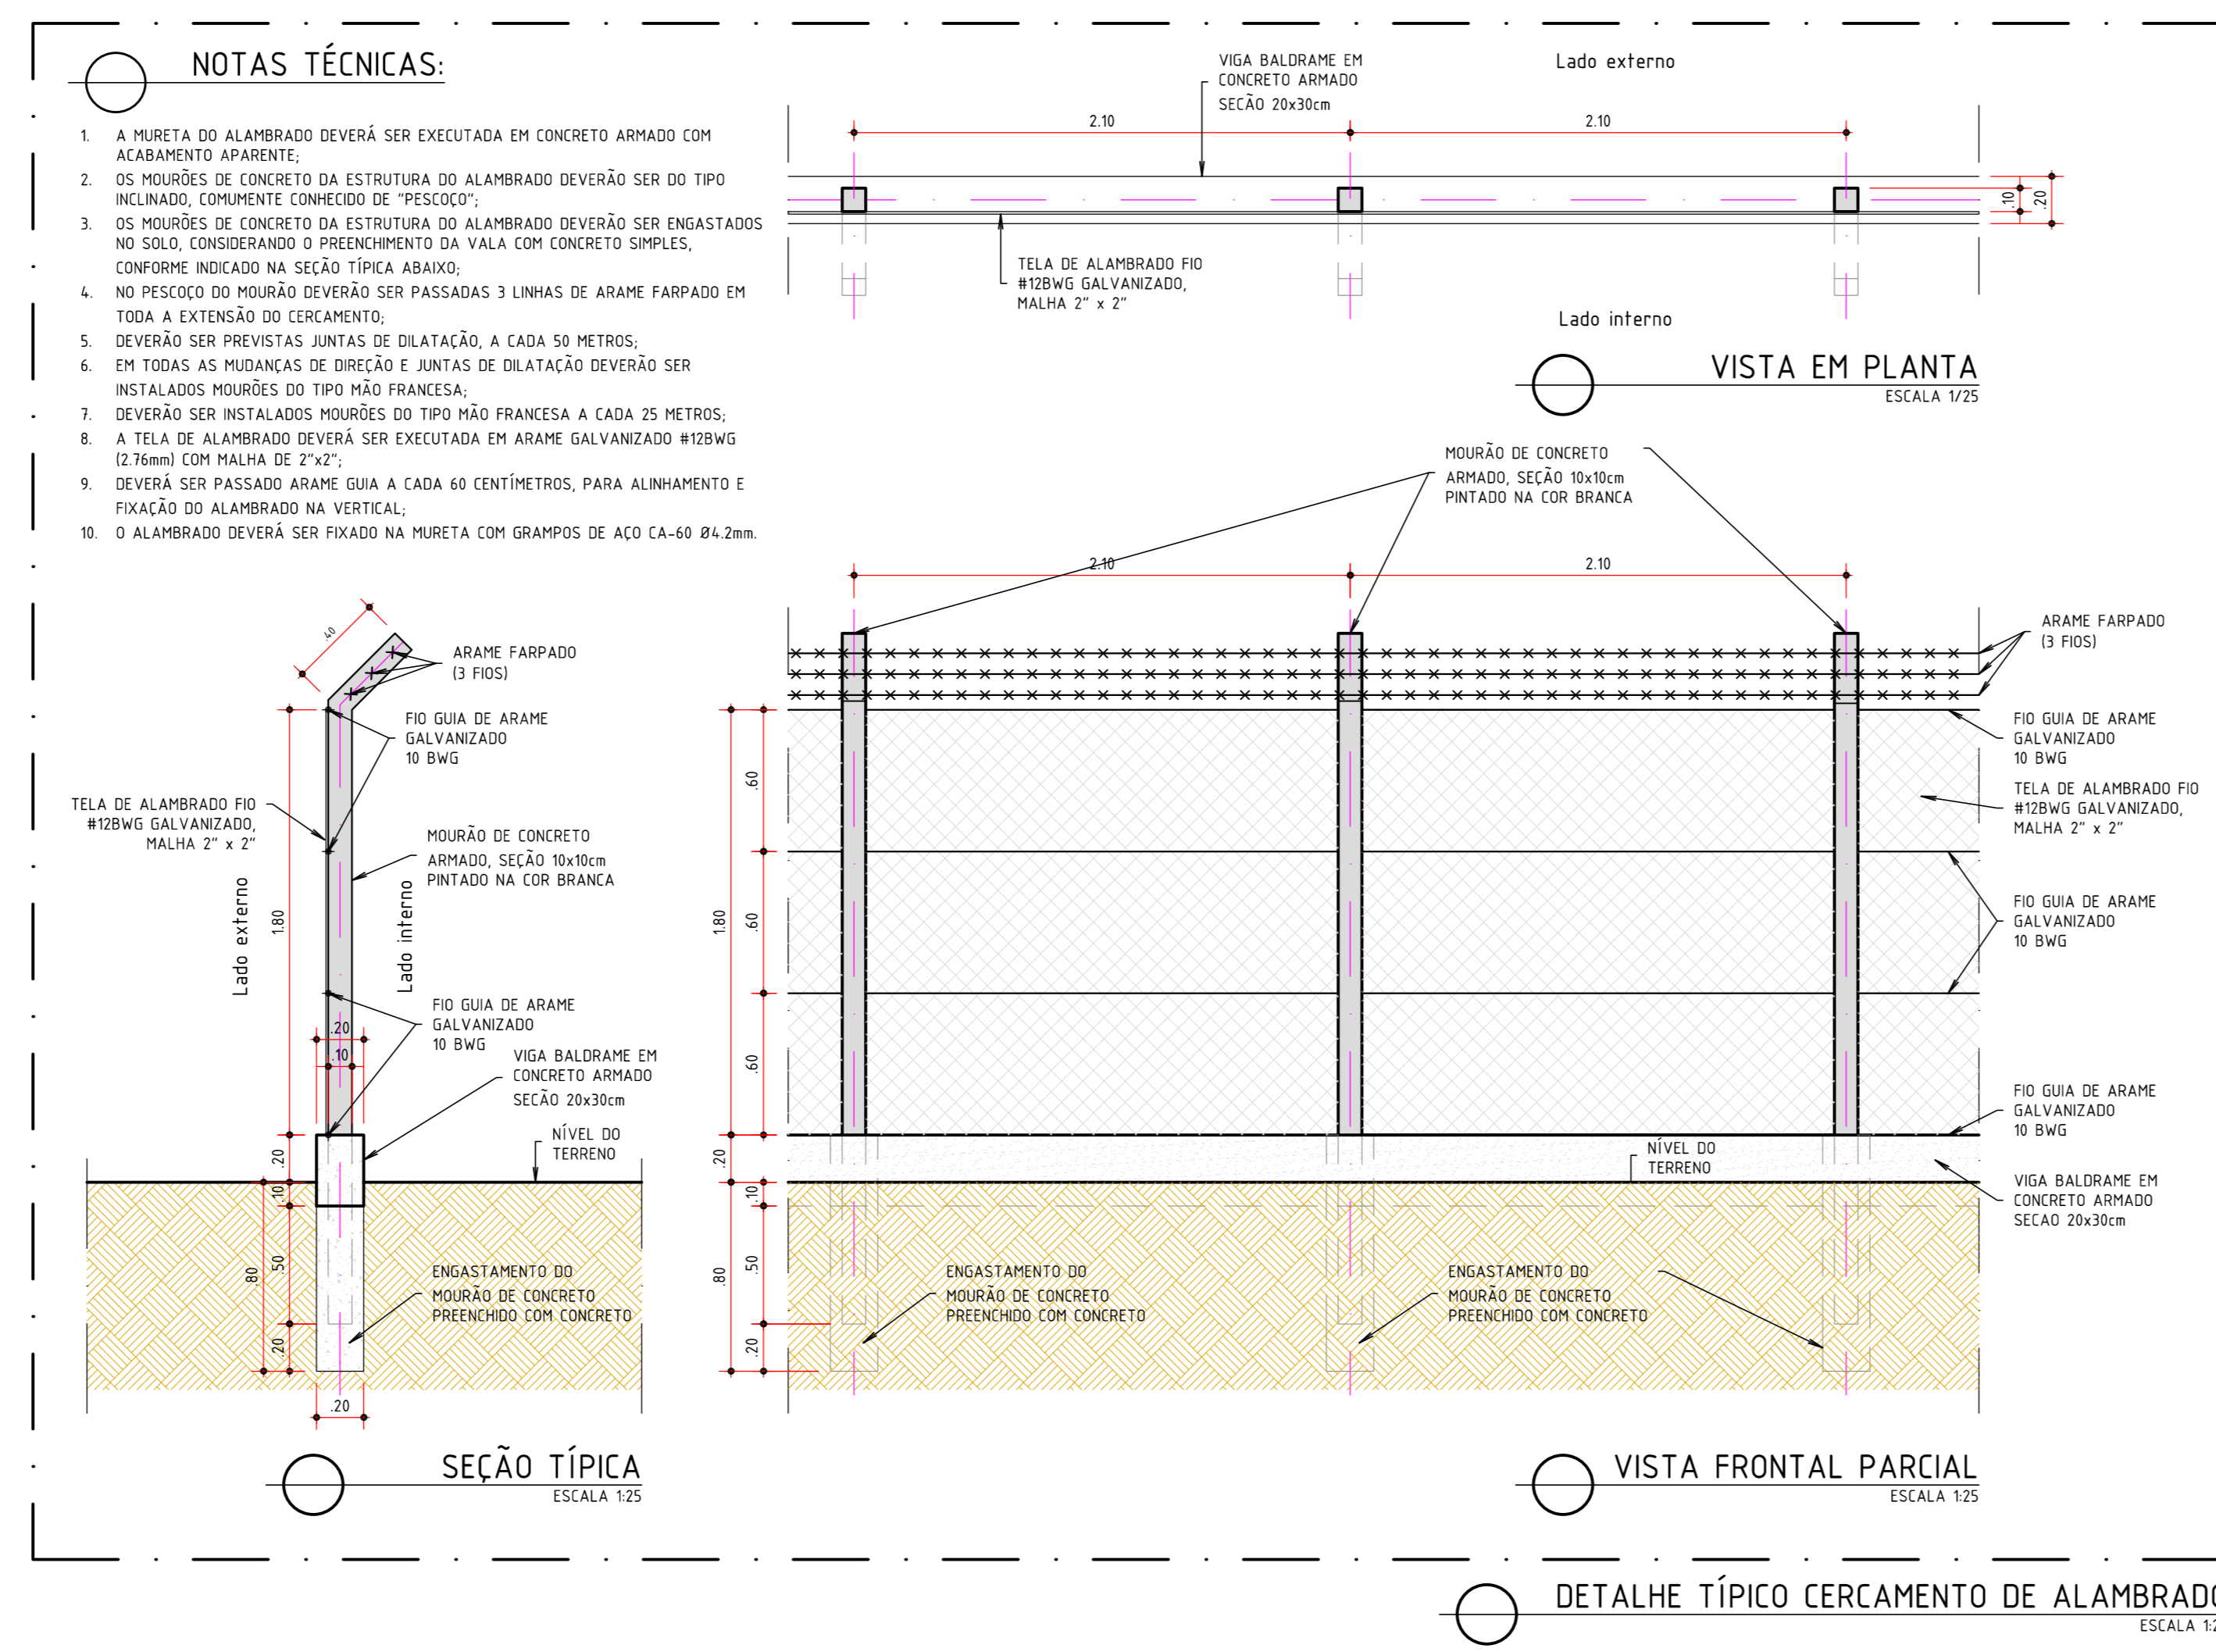 NOTAS TÉCNICAS:
1. A MURETA DO ALAMBRADO DEVERÁ SER EXECUTADA EM CONCRETO ARMADO COM
ACABAMENTO APARENTE;
2. OS MOURÕES DE CONCRETO DA ESTRUTURA DO ALAMBRADO DEVERÃO SER DO TIPO
INCLINADO, COMUMENTE CONHECIDO DE "PESCOÇO";
3. OS MOURÕES DE CONCRETO DA ESTRUTURA DO ALAMBRADO DEVERÃO SER ENGASTADOS
NO SOLO, CONSIDERANDO O PREENCHIMENTO DA VALA COM CONCRETO SIMPLES,
CONFORME INDICADO NA SEÇÃO TÍPICA ABAIXO;
4. NO PESCOÇO DO MOURÃO DEVERÃO SER PASSADAS 3 LINHAS DE ARAME FARPADO EM
TODA A EXTENSÃO DO CERCAMENTO;
5. DEVERÃO SER PREVISTAS JUNTAS DE DILATAÇÃO, A CADA 50 METROS;
6. EM TODAS AS MUDANÇAS DE DIREÇÃO E JUNTAS DE DILATAÇÃO DEVERÃO SER
INSTALADOS MOURÕES DO TIPO MÃO FRANCESA;
7. DEVERÃO SER INSTALADOS MOURÕES DO TIPO MÃO FRANCESA A CADA 25 METROS;
8. A TELA DE ALAMBRADO DEVERÁ SER EXECUTADA EM ARAME GALVANIZADO #12BWG
(2.76mm) COM MALHA DE 2"x2";
9. DEVERÁ SER PASSADO ARAME GUIA A CADA 60 CENTÍMETROS, PARA ALINHAMENTO E
FIXAÇÃO DO ALAMBRADO NA VERTICAL;
10. O ALAMBRADO DEVERÁ SER FIXADO NA MURETA COM GRAMPOS DE AÇO CA-60 Ø4.2mm.
VIGA BALDRAME EM
CONCRETO ARMADO
SECÃO 20x30cm
Lado externo
2.10
2.10
.10
.20
TELA DE ALAMBRADO FIO
#12BWG GALVANIZADO,
MALHA 2" x 2"
Lado interno
VISTA EM PLANTA
ESCALA 1/25
.40
ARAME FARPADO
(3 FIOS)
FIO GUIA DE ARAME
GALVANIZADO
10 BWG
TELA DE ALAMBRADO FIO
#12BWG GALVANIZADO,
MALHA 2" x 2"
MOURÃO DE CONCRETO
ARMADO, SEÇÃO 10x10cm
PINTADO NA COR BRANCA
Lado externo
1.80
Lado interno
FIO GUIA DE ARAME
GALVANIZADO
10 BWG
.20
.10
VIGA BALDRAME EM
CONCRETO ARMADO
SECÃO 20x30cm
NÍVEL DO
TERRENO
.20
.10
.50
.80
.20
ENGASTAMENTO DO
MOURÃO DE CONCRETO
PREENCHIDO COM CONCRETO
.20
SEÇÃO TÍPICA
ESCALA 1:25
MOURÃO DE CONCRETO
ARMADO, SEÇÃO 10x10cm
PINTADO NA COR BRANCA
2.10
2.10
ARAME FARPADO
(3 FIOS)
FIO GUIA DE ARAME
GALVANIZADO
10 BWG
TELA DE ALAMBRADO FIO
#12BWG GALVANIZADO,
MALHA 2" x 2"
.60
1.80
.60
.60
FIO GUIA DE ARAME
GALVANIZADO
10 BWG
FIO GUIA DE ARAME
GALVANIZADO
10 BWG
NÍVEL DO
TERRENO
VIGA BALDRAME EM
CONCRETO ARMADO
SECAO 20x30cm
.20
.10
.50
.80
.20
ENGASTAMENTO DO
MOURÃO DE CONCRETO
PREENCHIDO COM CONCRETO
ENGASTAMENTO DO
MOURÃO DE CONCRETO
PREENCHIDO COM CONCRETO
VISTA FRONTAL PARCIAL
ESCALA 1:25
DETALHE TÍPICO CERCAMENTO DE ALAMBRADO
ESCALA 1:2